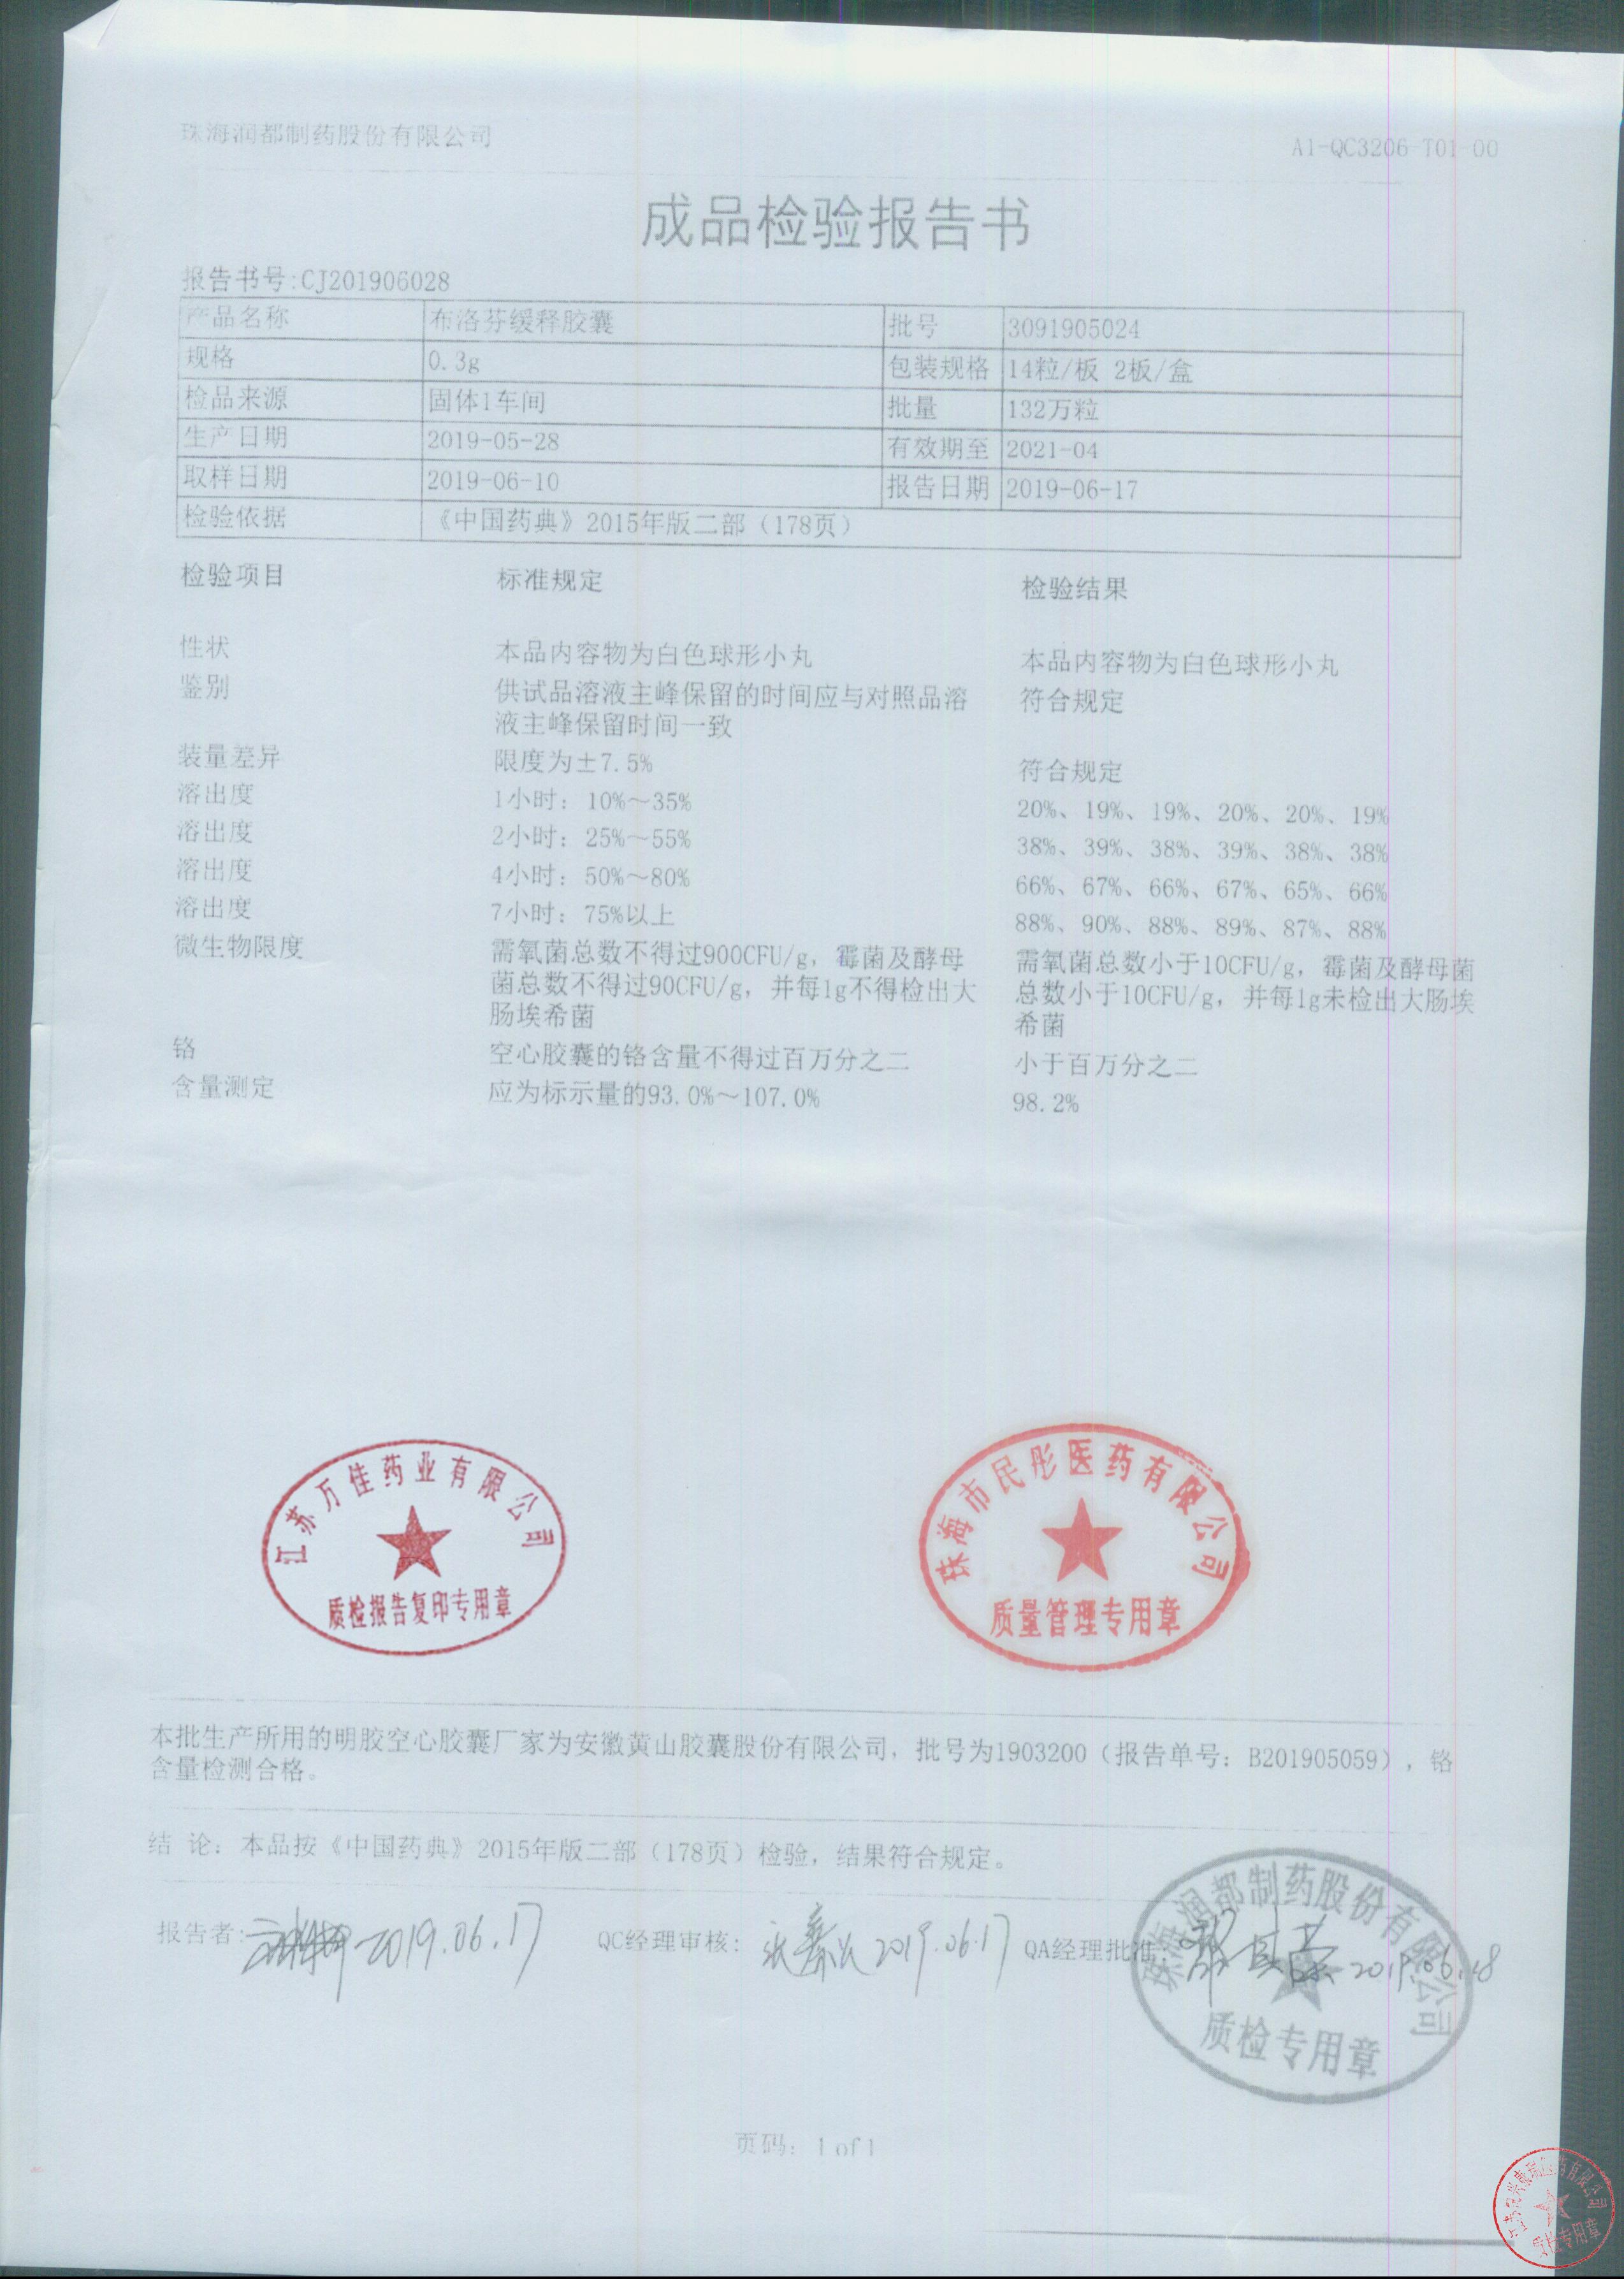 珠海润都制药股份有限公司
A1-QC3206-T01-00
成品检验报告书
报告书号:CJ201906028
产品名称 布洛芬缓释胶囊 批号 3091905024
规格 0.3g 包装规格 14粒/板 2板/盒
检品来源 固体1车间 批量 132万粒
生产日期 2019-05-28 有效期至 2021-04
取样日期 2019-06-10 报告日期 2019-06-17
检验依据 《中国药典》2015年版二部（178页）
检验项目 标准规定 检验结果
性状 本品内容物为白色球形小丸 本品内容物为白色球形小丸
鉴别 供试品溶液主峰保留的时间应与对照品溶 符合规定
液主峰保留时间一致
装量差异 限度为±7.5% 符合规定
溶出度 1小时：10%～35% 20%、19%、19%、20%、20%、19%
溶出度 2小时：25%～55% 38%、39%、38%、39%、38%、38%
溶出度 4小时：50%～80% 66%、67%、66%、67%、65%、66%
溶出度 7小时：75%以上 88%、90%、88%、89%、87%、88%
微生物限度 需氧菌总数不得过900CFU/g，霉菌及酵母 需氧菌总数小于10CFU/g，霉菌及酵母菌
菌总数不得过90CFU/g，并每1g不得检出大 总数小于10CFU/g，并每1g未检出大肠埃
肠埃希菌 希菌
铬 空心胶囊的铬含量不得过百万分之二 小于百万分之二
含量测定 应为标示量的93.0%～107.0% 98.2%
江苏万佳药业有限公司
质检报告复印专用章
珠海市民彤医药有限公司
质量管理专用章
本批生产所用的明胶空心胶囊厂家为安徽黄山胶囊股份有限公司，批号为1903200（报告单号：B201905059），铬
含量检测合格。
结 论：本品按《中国药典》2015年版二部（178页）检验，结果符合规定。
报告者: 2019.06.17 QC经理审核: 2019.06.17 QA经理批准: 2019.06.18
珠海润都制药股份有限公司
质检专用章
页码：1 of 1
质检专用章